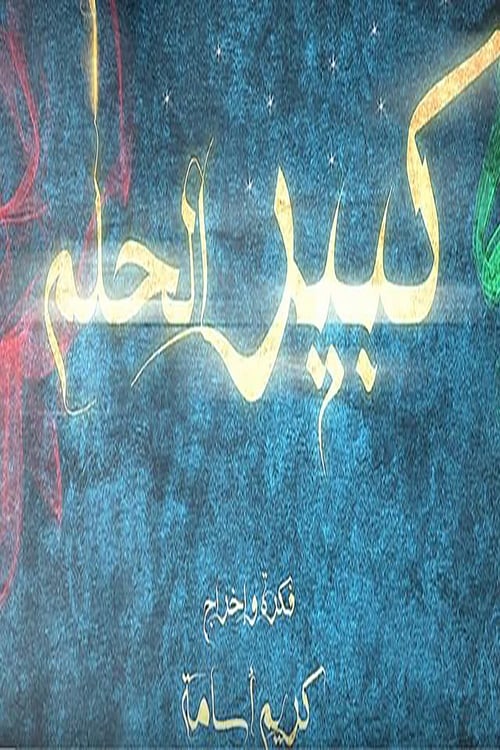 كبير الحلم
فكرة وإخراج
كريم أسامة